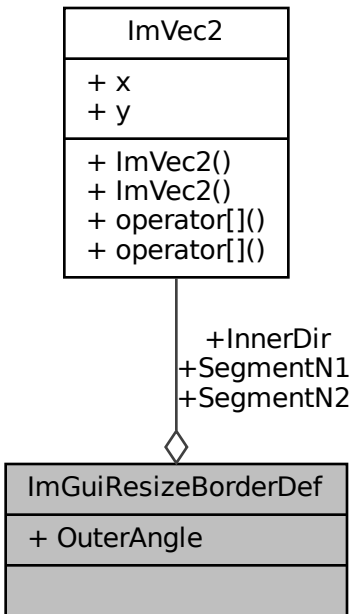 ImVec2
+ x
+ y
+ ImVec2()
+ ImVec2()
+ operator[]()
+ operator[]()
+InnerDir
+SegmentN1
+SegmentN2
ImGuiResizeBorderDef
+ OuterAngle